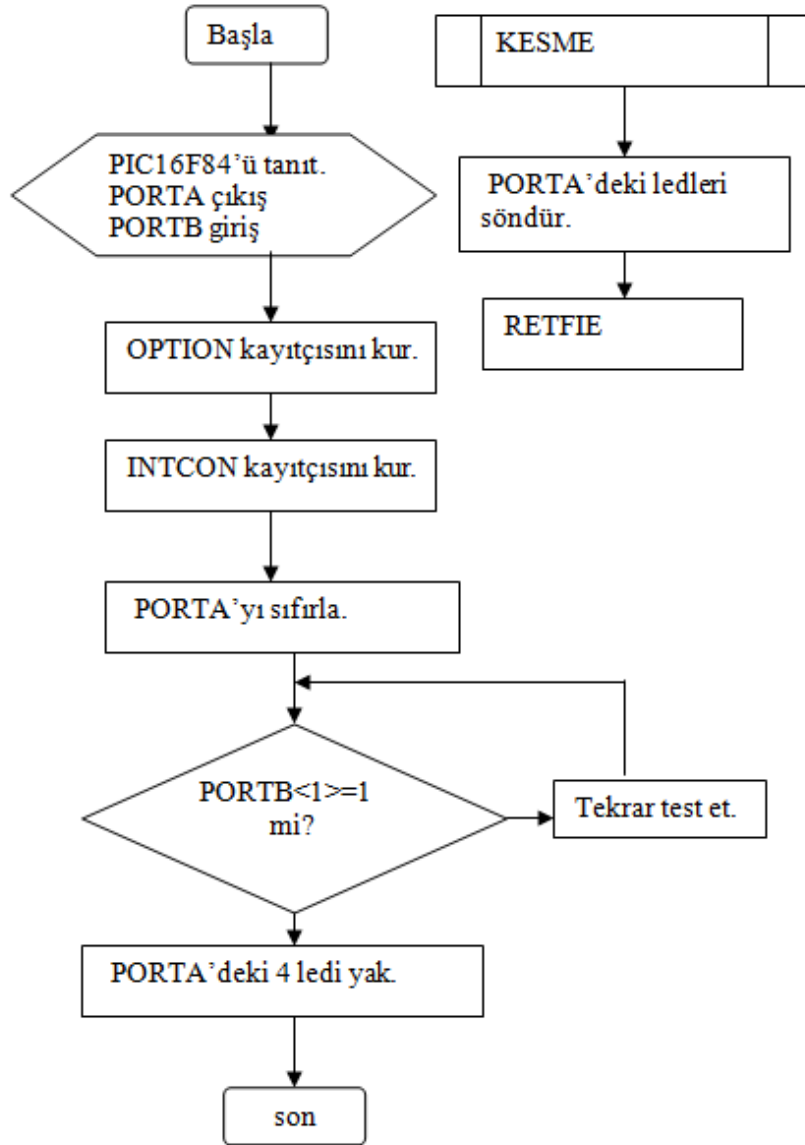 Başla
PIC16F84’ü tanıt.
PORTA çıkış
PORTB giriş
OPTION kayıtçısını kur.
INTCON kayıtçısını kur.
PORTA’yı sıfırla.
PORTB<1>=1
mi?
Tekrar test et.
PORTA’deki 4 ledi yak.
son
KESME
PORTA’deki ledleri
söndür.
RETFIE